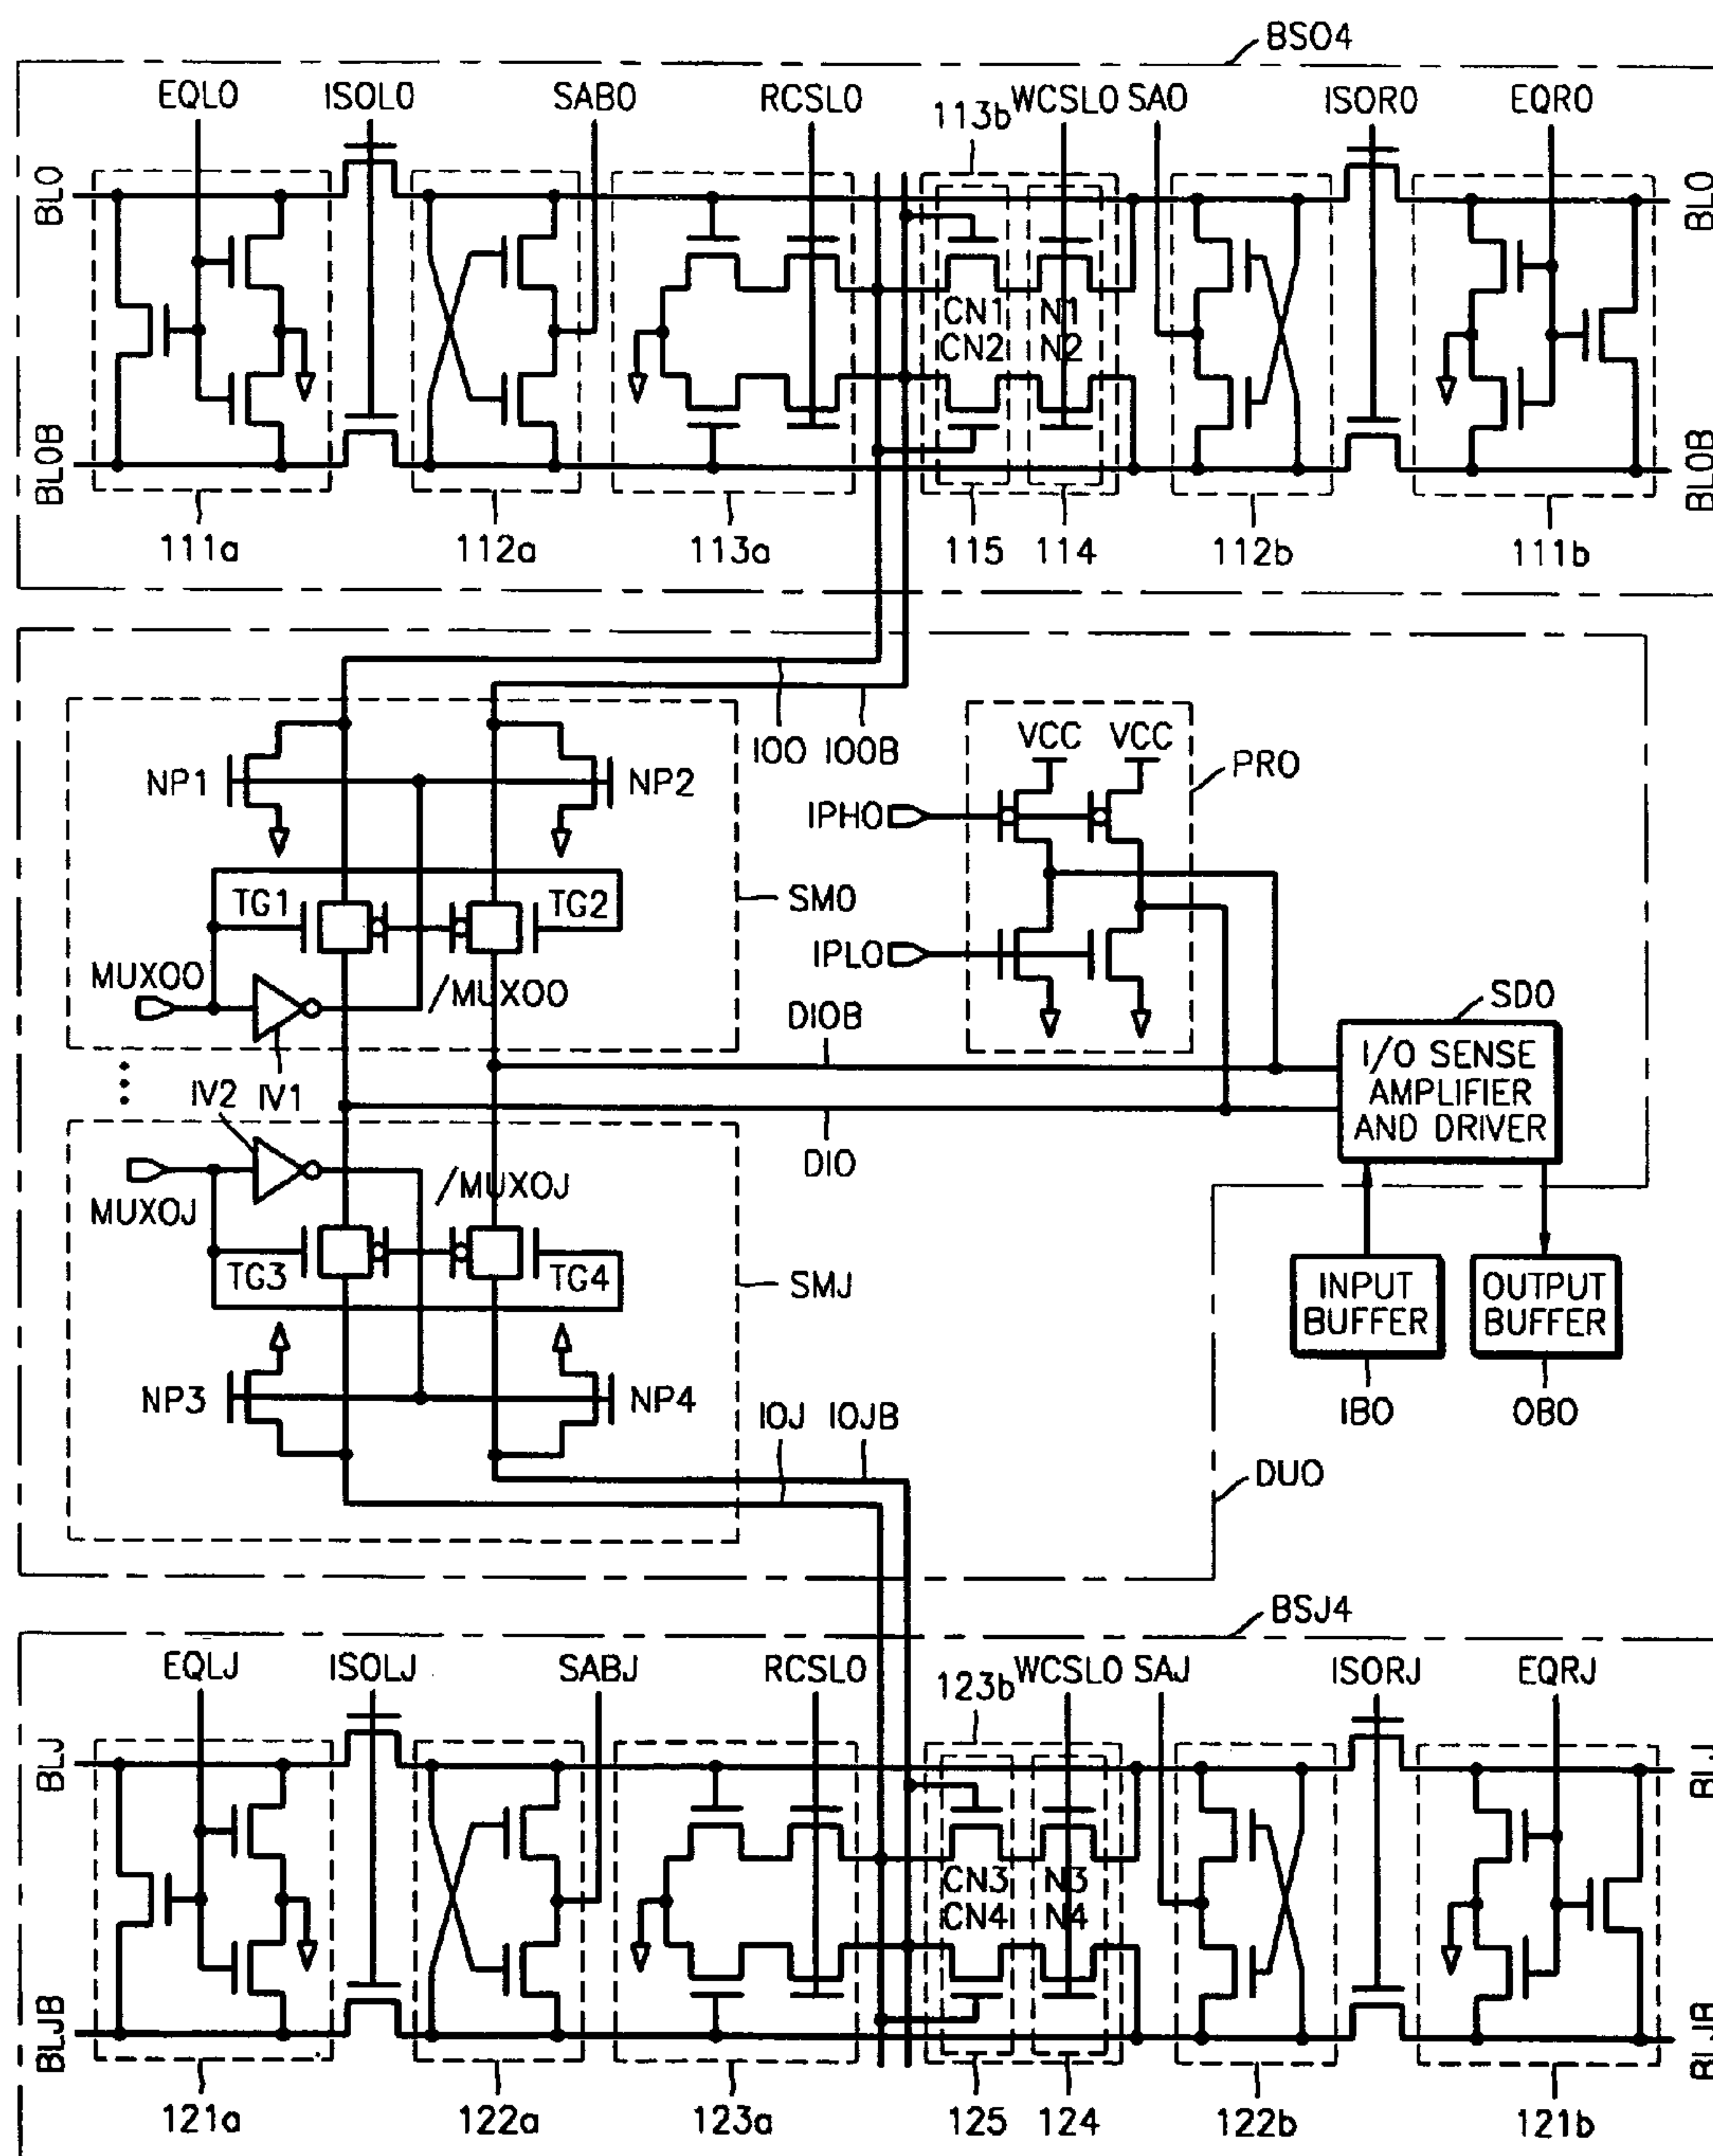 BS04
EQL0 ISOL0 SAB0 RCSL0 113b WCSL0 SA0 ISOR0 EQR0
BL0 BL0
CN1 N1
CN2 N2
BL0B BL0B
111a 112a 113a 115 114 112b 111b
IO0 IO0B
VCC VCC
NP1 NP2 PR0
IPH0
TG1 TG2 SM0
IPL0
MUX00 /MUX00
DIOB SD0
I/O SENSE
AMPLIFIER
AND DRIVER
IV2 IV1
DIO
MUX0J /MUX0J
TG3 TG4 SMJ
INPUT
BUFFER
OUTPUT
BUFFER
NP3 NP4
IOJ IOJB
IB0 OB0
DU0
BSJ4
EQLJ ISOLJ SABJ RCSL0 123b WCSL0 SAJ ISORJ EQRJ
BLJ BLJ
CN3 N3
CN4 N4
BLJB BLJB
121a 122a 123a 125 124 122b 121b